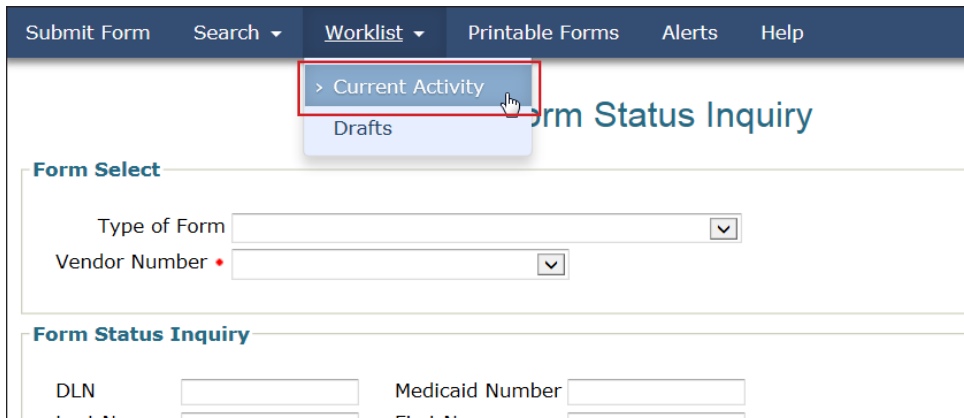 Submit Form Search Worklist Printable Forms Alerts Help
› Current Activity
Drafts
Status Inquiry
Form Select
Type of Form
Vendor Number
Form Status Inquiry
DLN Medicaid Number